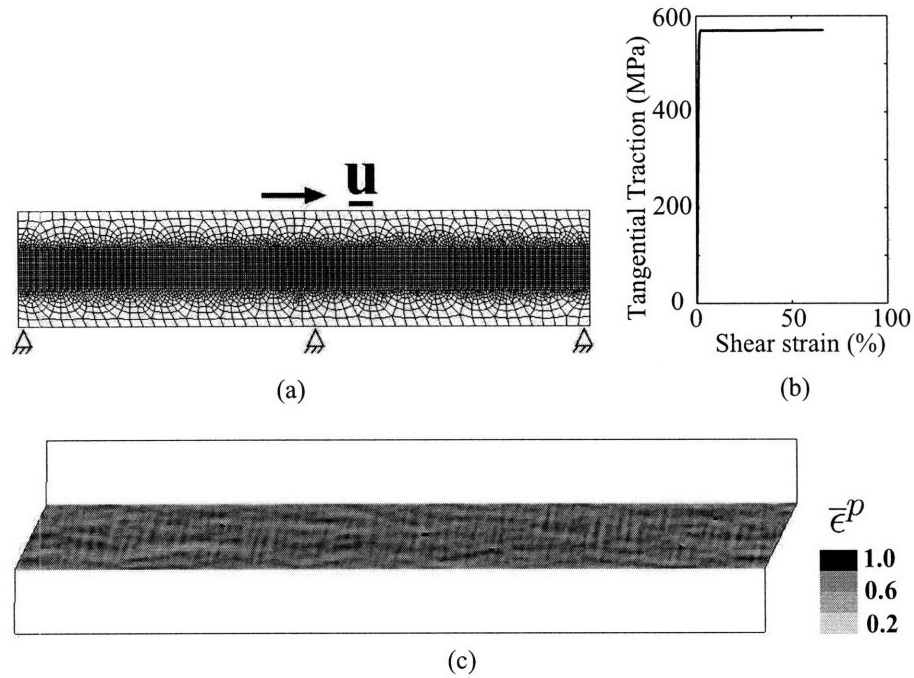 u
(a)
Tangential Traction (MPa)
600
400
200
0
0 50 100
Shear strain (%)
(b)
ε̅ᵖ
1.0
0.6
0.2
(c)